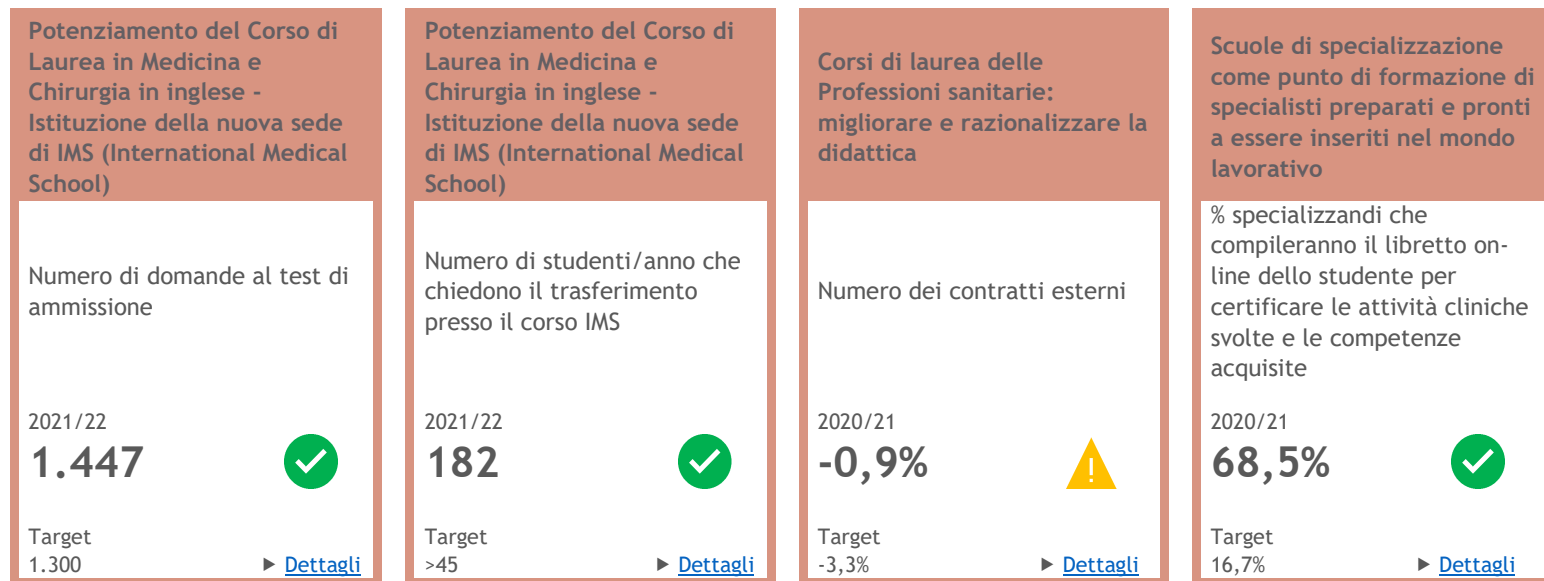 Potenziamento del Corso di
Laurea in Medicina e
Chirurgia in inglese -
Istituzione della nuova sede
di IMS (International Medical
School)
Numero di domande al test di
ammissione
2021/22
1.447
Target
1.300
► Dettagli
Potenziamento del Corso di
Laurea in Medicina e
Chirurgia in inglese -
Istituzione della nuova sede
di IMS (International Medical
School)
Numero di studenti/anno che
chiedono il trasferimento
presso il corso IMS
2021/22
182
Target
>45
► Dettagli
Corsi di laurea delle
Professioni sanitarie:
migliorare e razionalizzare la
didattica
Numero dei contratti esterni
2020/21
-0,9%
Target
-3,3%
► Dettagli
Scuole di specializzazione
come punto di formazione di
specialisti preparati e pronti
a essere inseriti nel mondo
lavorativo
% specializzandi che
compileranno il libretto on-
line dello studente per
certificare le attività cliniche
svolte e le competenze
acquisite
2020/21
68,5%
Target
16,7%
► Dettagli